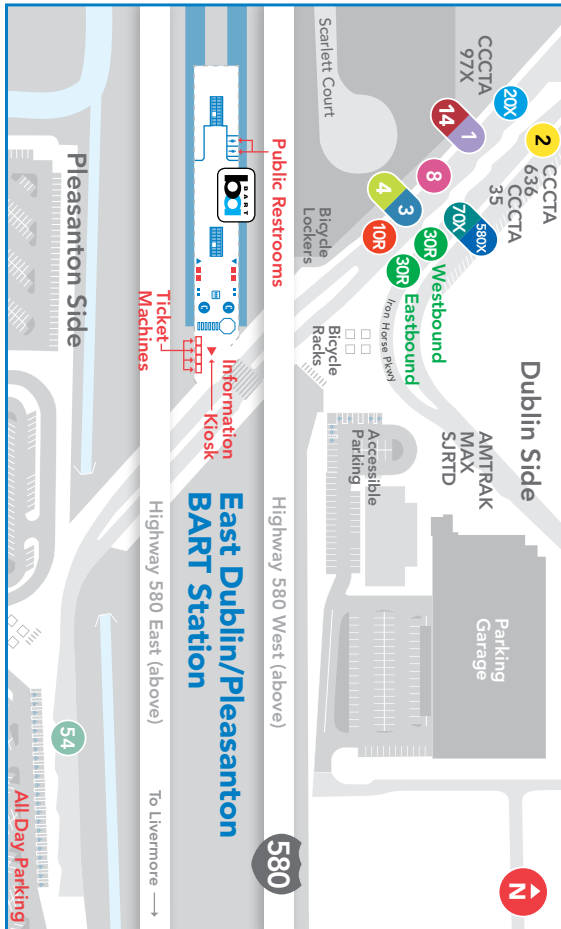 CCCTA
97X
20X
2
CCCTA
636
CCCTA
35
14
1
8
4
3
10R
70X
580X
30R
Westbound
30R
Eastbound
Scarlett Court
Bicycle
Lockers
Iron Horse Pkwy
Bicycle
Racks
Dublin Side
AMTRAK
MAX
SJRTD
Accessible
Parking
Parking
Garage
N
Highway 580 West (above)
580
Public Restrooms
BART
ba
Information
Kiosk
Ticket
Machines
East Dublin/Pleasanton
BART Station
Highway 580 East (above)
To Livermore
Pleasanton Side
54
All Day Parking